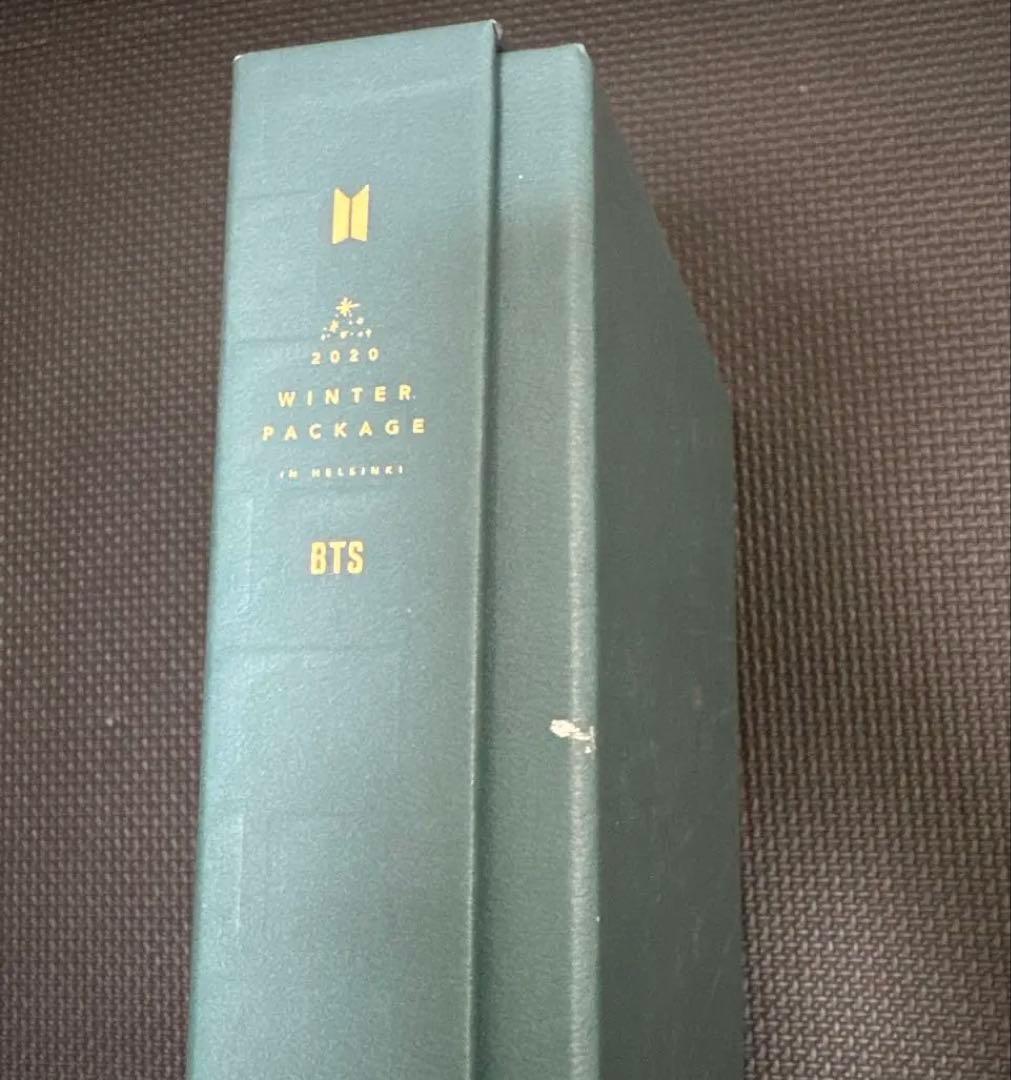 2020
WINTER
PACKAGE
IN HELSINKI
BTS